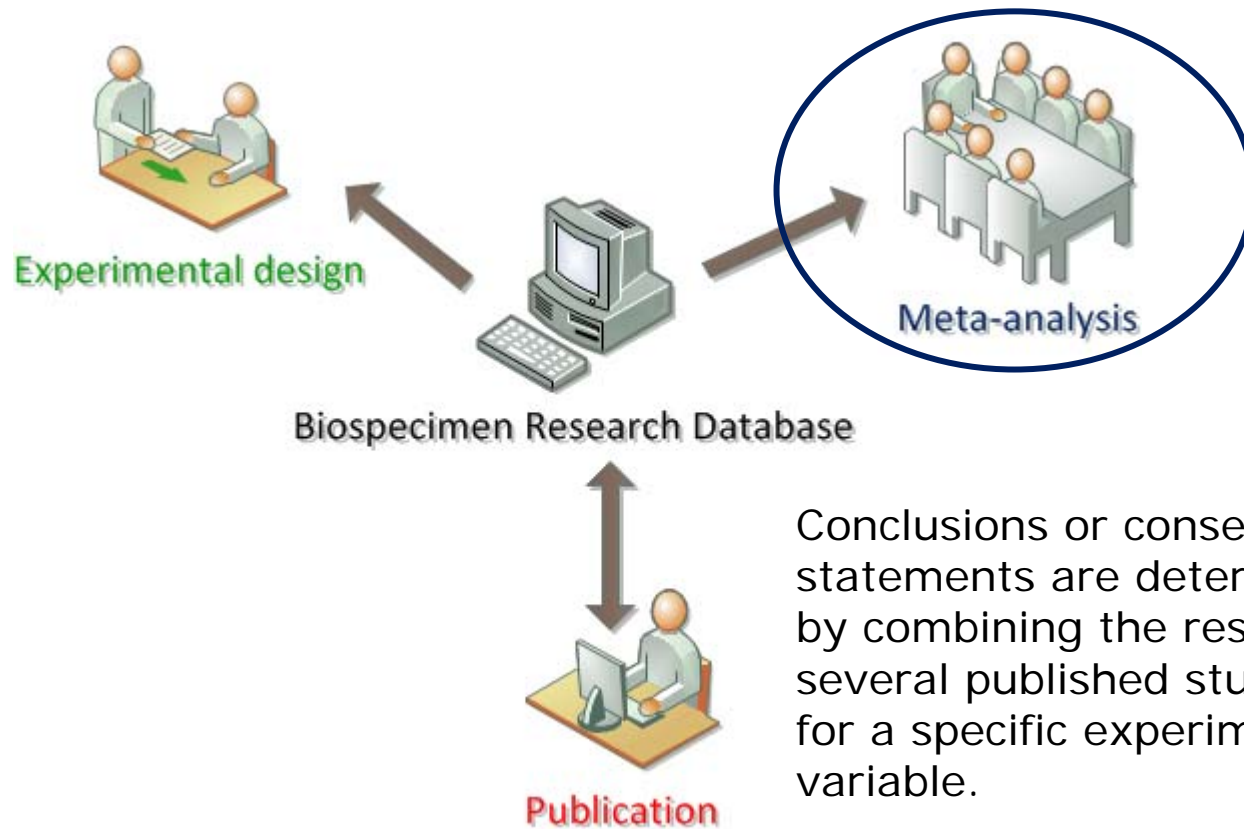 Experimental design
Meta-analysis
Biospecimen Research Database
Conclusions or conse
statements are deter
by combining the res
several published stu
for a specific experim
variable.
Publication